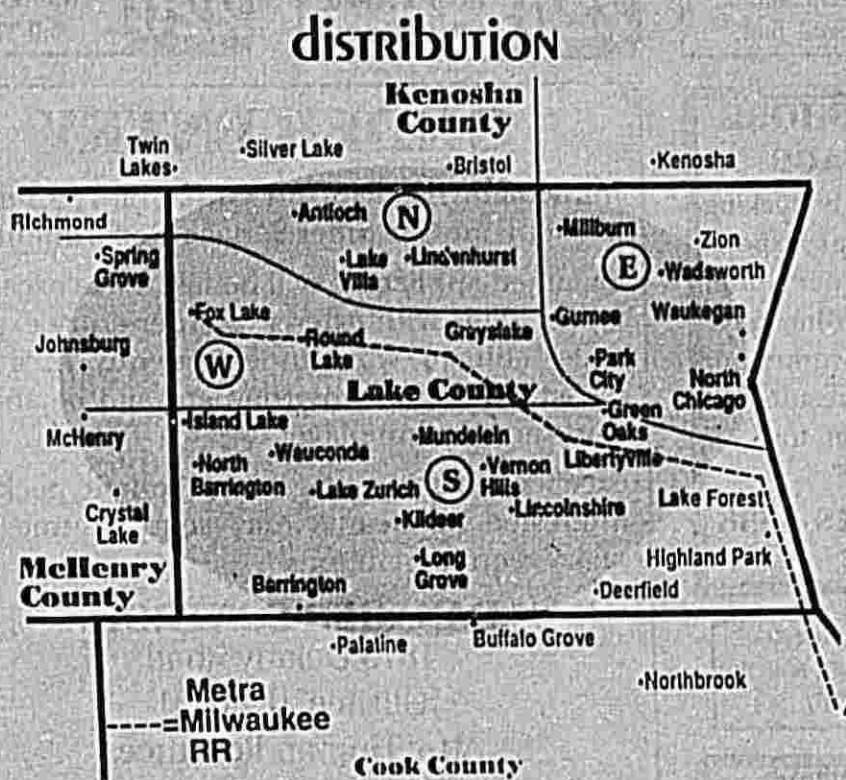 distribution
Kenosha
County
Twin
Lakes
Silver Lake
Bristol
Kenosha
Richmond
Antioch
N
Millburn
Zion
Spring
Grove
Lake
Villa
Lindenhurst
E
Wadsworth
Fox Lake
Grayslake
Gurnee
Waukegan
Johnsburg
W
Round
Lake
Park
City
Lake County
North
Chicago
McHenry
Island Lake
Green
Oaks
Mundelein
Wauconda
North
Barrington
Lake Zurich
S
Vernon
Hills
Libertyville
Crystal
Lake
Kildeer
Lincolnshire
Lake Forest
McHenry
County
Long
Grove
Highland Park
Barrington
Deerfield
Palatine
Buffalo Grove
Northbrook
Metra
----=Milwaukee
RR
Cook County